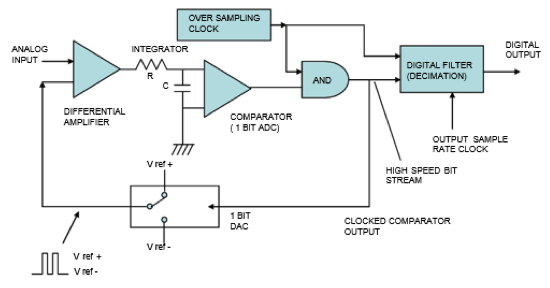 OVER SAMPLING
CLOCK
ANALOG
INPUT
INTEGRATOR
R
C
DIFFERENTIAL
AMPLIFIER
COMPARATOR
( 1 BIT ADC)
AND
DIGITAL FILTER
(DECIMATION)
DIGITAL
OUTPUT
OUTPUT SAMPLE
RATE CLOCK
HIGH SPEED BIT
STREAM
V ref +
1 BIT
DAC
V ref -
CLOCKED COMPARATOR
OUTPUT
V ref +
V ref -